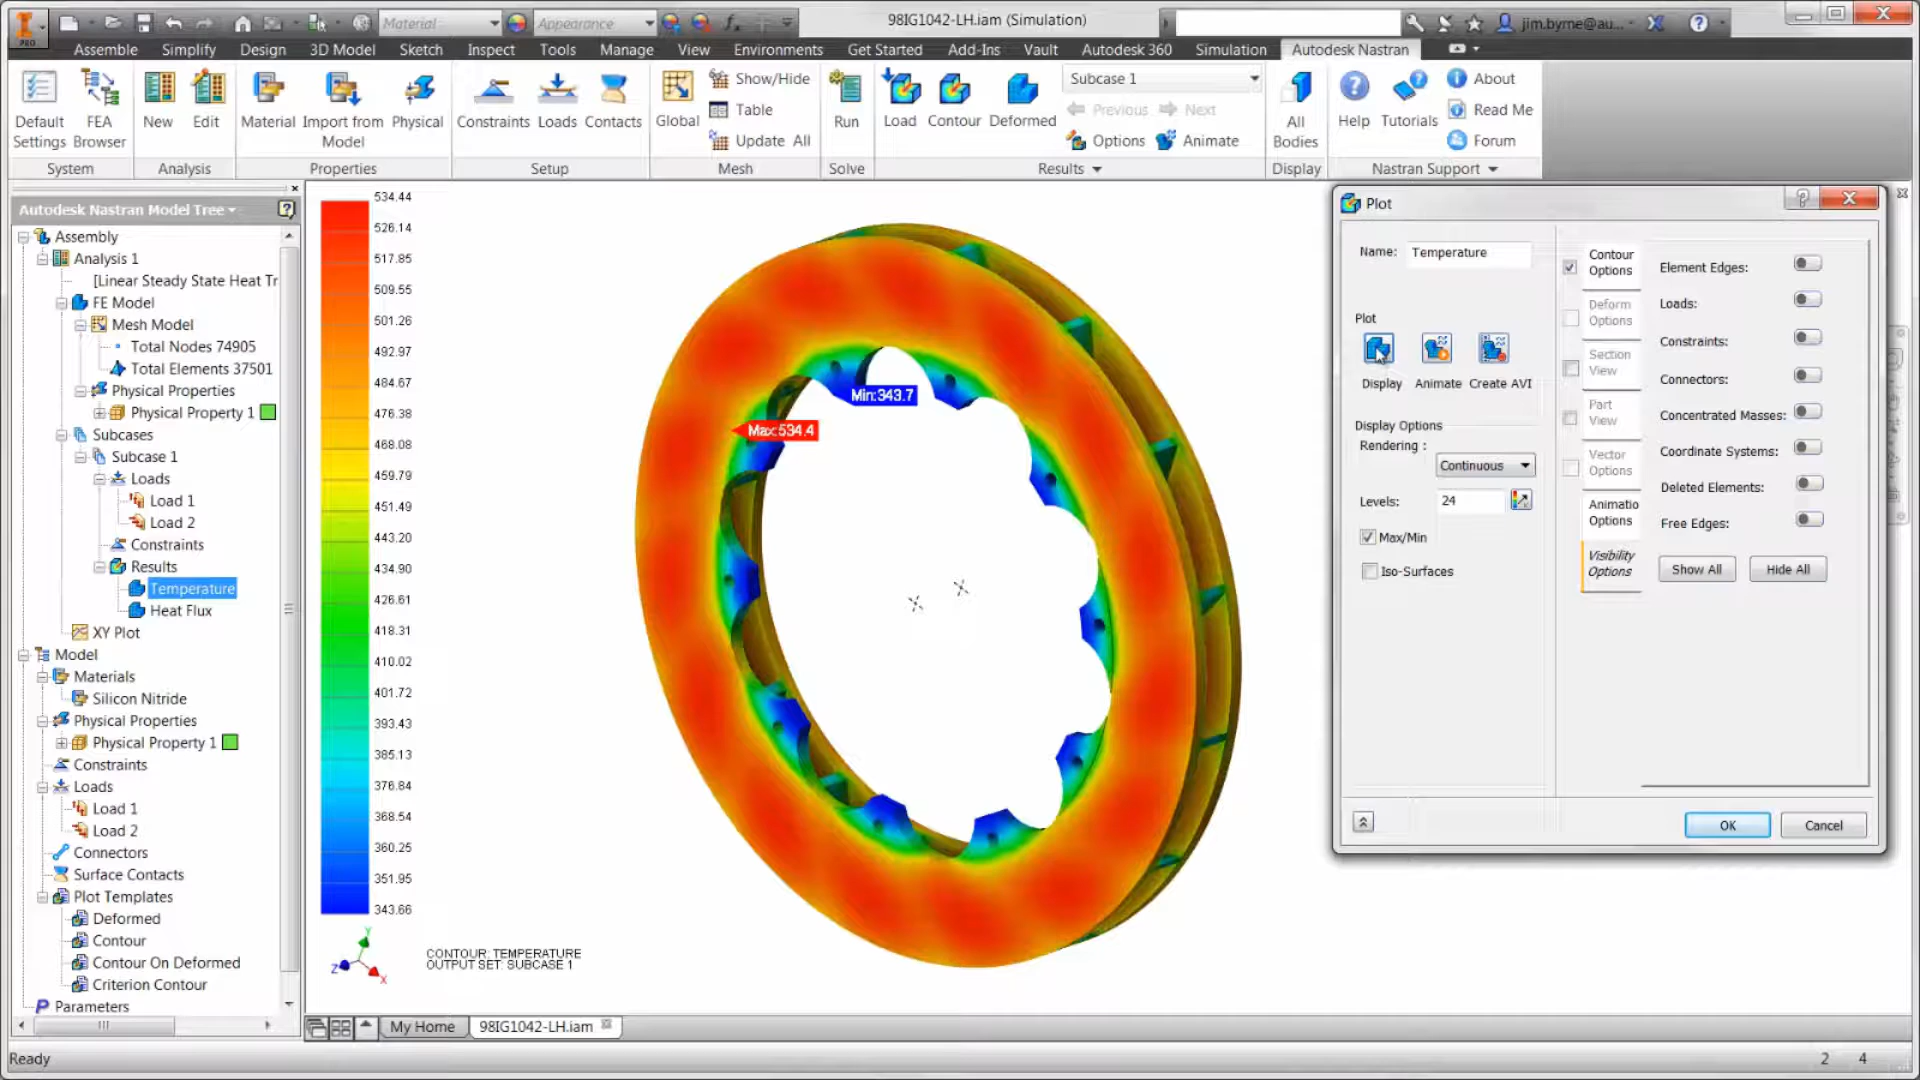 PRO
Material
Appearance
98IG1042-LH.iam (Simulation)
jim.byrne@au...
Assemble Simplify Design 3D Model Sketch Inspect Tools Manage View Environments Get Started Add-Ins Vault Autodesk 360 Simulation Autodesk Nastran
Default Settings
FEA Browser
System
New
Edit
Analysis
Material
Import from Model
Physical
Properties
Constraints
Loads
Contacts
Setup
Global
Show/Hide
Table
Update All
Mesh
Run
Solve
Load
Contour
Deformed
Subcase 1
Previous
Next
Options
Animate
Results
All Bodies
Display
Help
Tutorials
About
Read Me
Forum
Nastran Support
Autodesk Nastran Model Tree
Assembly
Analysis 1
[Linear Steady State Heat Tr
FE Model
Mesh Model
Total Nodes 74905
Total Elements 37501
Physical Properties
Physical Property 1
Subcases
Subcase 1
Loads
Load 1
Load 2
Constraints
Results
Temperature
Heat Flux
XY Plot
Model
Materials
Silicon Nitride
Physical Properties
Physical Property 1
Constraints
Loads
Load 1
Load 2
Connectors
Surface Contacts
Plot Templates
Deformed
Contour
Contour On Deformed
Criterion Contour
Parameters
534.44
526.14
517.85
509.55
501.26
492.97
484.67
476.38
468.08
459.79
451.49
443.20
434.90
426.61
418.31
410.02
401.72
393.43
385.13
376.84
368.54
360.25
351.95
343.66
Min:343.7
Max:534.4
Y
Z
X
CONTOUR: TEMPERATURE
OUTPUT SET: SUBCASE 1
Plot
Name: Temperature
Plot
Display Animate Create AVI
Display Options
Rendering :
Continuous
Levels: 24
Max/Min
Iso-Surfaces
Contour Options
Deform Options
Section View
Part View
Vector Options
Animatio Options
Visibility Options
Element Edges:
Loads:
Constraints:
Connectors:
Concentrated Masses:
Coordinate Systems:
Deleted Elements:
Free Edges:
Show All Hide All
OK Cancel
My Home 98IG1042-LH.iam
Ready 2 4